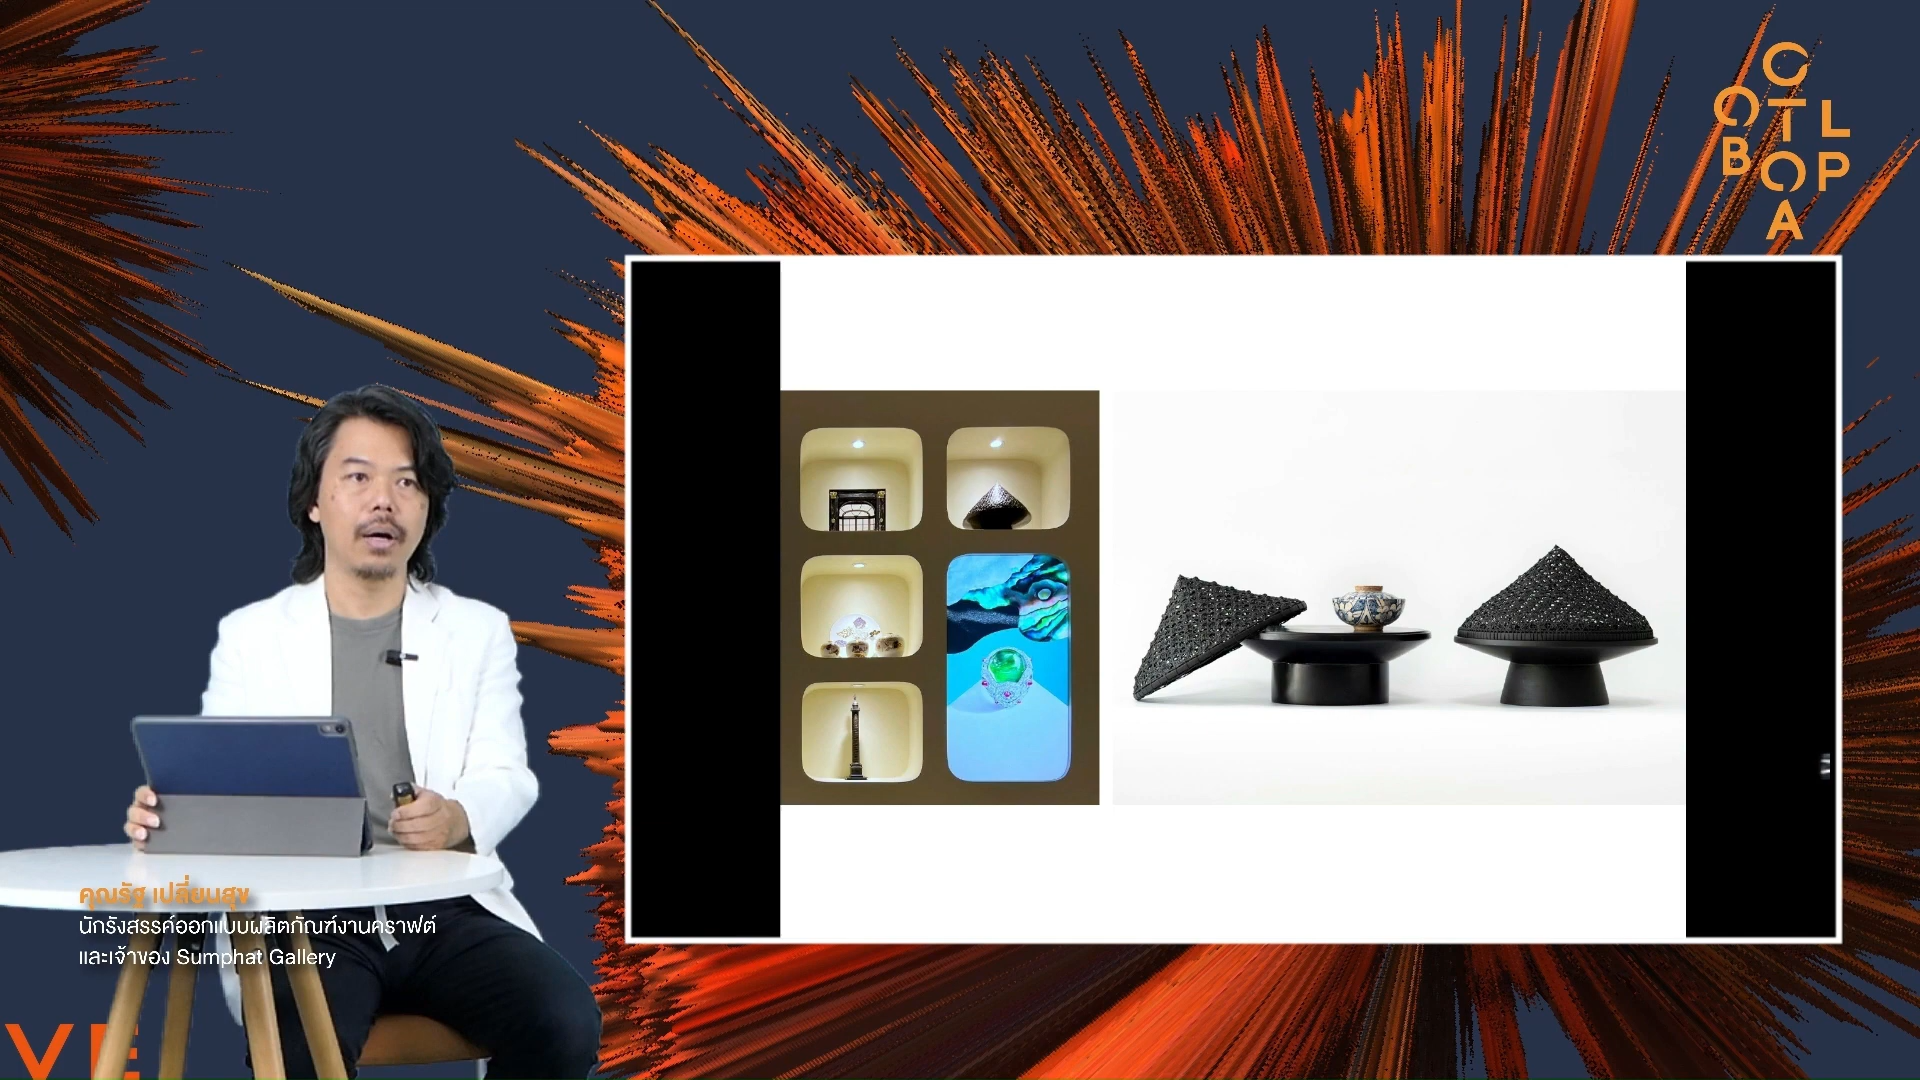 C
O T L
B O P
A
คุณรัฐ เปลี่ยนสุข
นักรังสรรค์ออกแบบผลิตภัณฑ์งานคราฟต์
และเจ้าของ Sumphat Gallery
VE